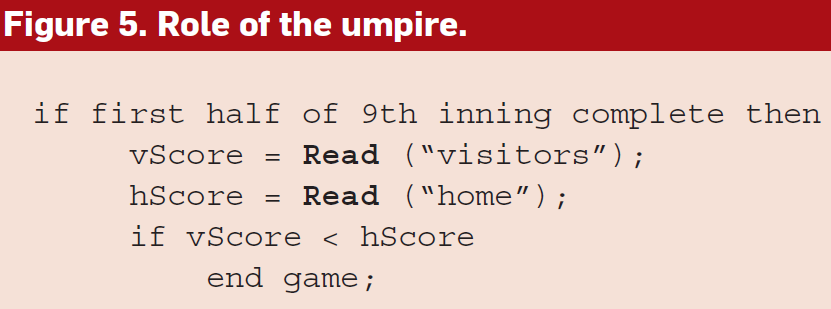 Figure 5. Role of the umpire.
if first half of 9th inning complete then
vScore = Read (“visitors”);
hScore = Read (“home”);
if vScore < hScore
end game;